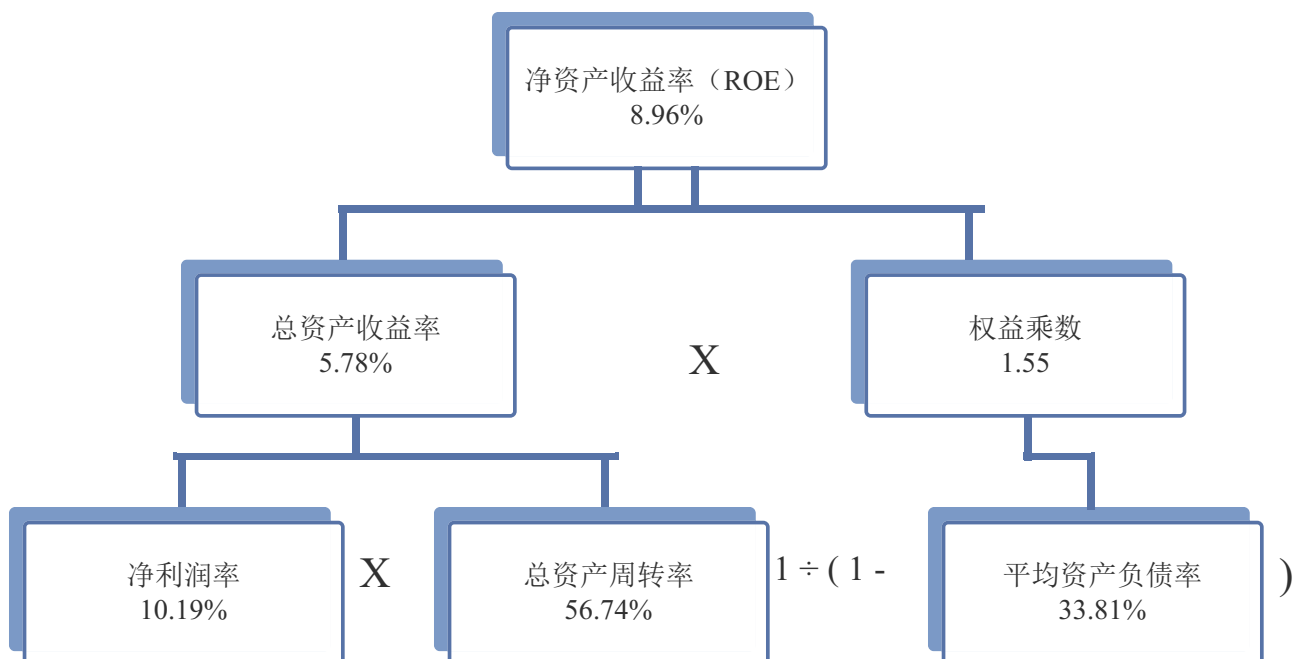 净资产收益率（ROE）
8.96%
总资产收益率
5.78%
X
权益乘数
1.55
净利润率
10.19%
X
总资产周转率
56.74%
1 ÷ ( 1 -
平均资产负债率
33.81%
)